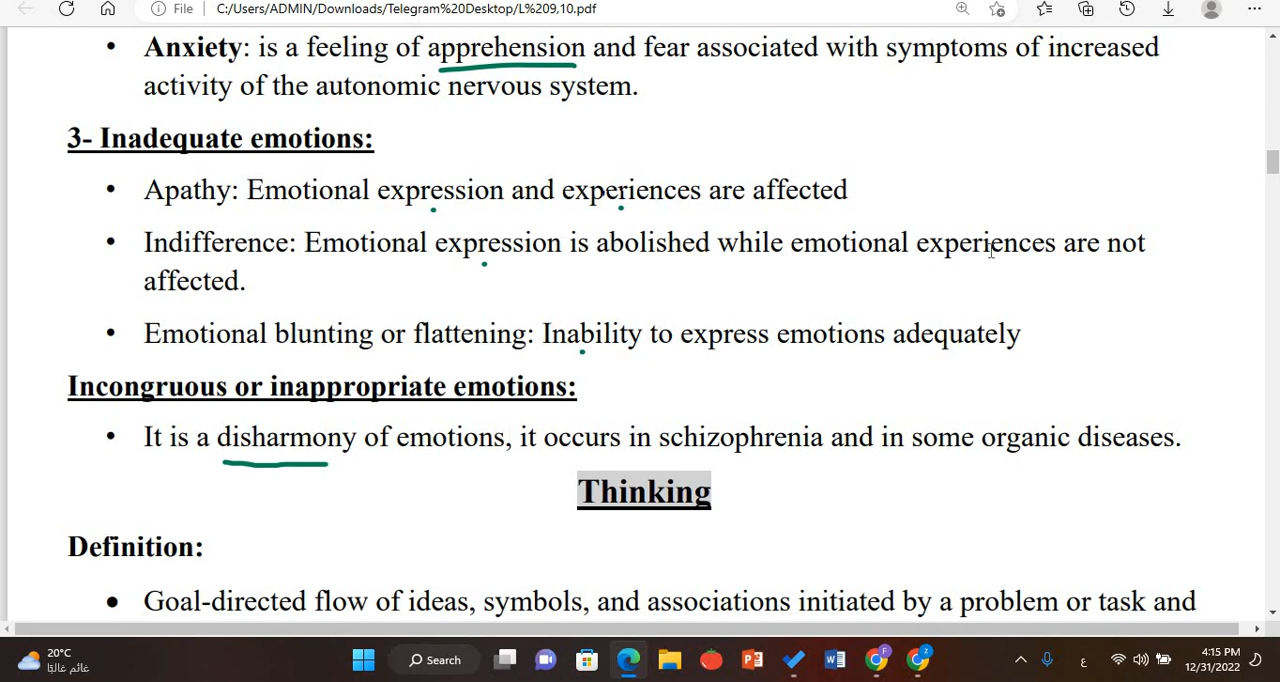 File | C:/Users/ADMIN/Downloads/Telegram%20Desktop/L%209,10.pdf
• Anxiety: is a feeling of apprehension and fear associated with symptoms of increased
activity of the autonomic nervous system.
3- Inadequate emotions:
• Apathy: Emotional expression and experiences are affected
• Indifference: Emotional expression is abolished while emotional experiences are not
affected.
• Emotional blunting or flattening: Inability to express emotions adequately
Incongruous or inappropriate emotions:
• It is a disharmony of emotions, it occurs in schizophrenia and in some organic diseases.
Thinking
Definition:
• Goal-directed flow of ideas, symbols, and associations initiated by a problem or task and
20°C
غائم غالبًا
Search
ع
4:15 PM
12/31/2022